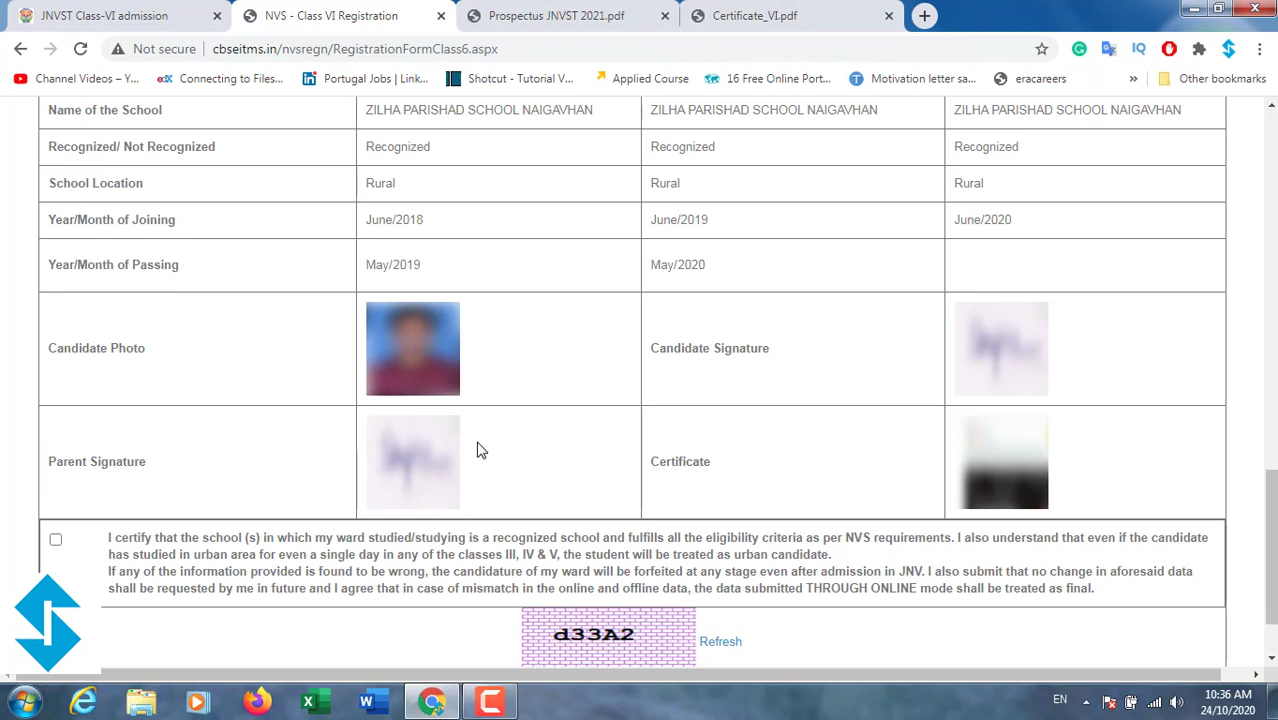 JNVST Class-VI admission
NVS - Class VI Registration
Prospectus JNVST 2021.pdf
Certificate_VI.pdf
Not secure
cbseitms.in/nvsregn/RegistrationFormClass6.aspx
Channel Videos – Y...
Connecting to Files...
Portugal Jobs | Link...
Shotcut - Tutorial V...
Applied Course
16 Free Online Port...
Motivation letter sa...
eracareers
»
Other bookmarks
Name of the School ZILHA PARISHAD SCHOOL NAIGAVHAN ZILHA PARISHAD SCHOOL NAIGAVHAN ZILHA PARISHAD SCHOOL NAIGAVHAN
Recognized/ Not Recognized Recognized Recognized Recognized
School Location Rural Rural Rural
Year/Month of Joining June/2018 June/2019 June/2020
Year/Month of Passing May/2019 May/2020
Candidate Photo Candidate Signature
Parent Signature Certificate
I certify that the school (s) in which my ward studied/studying is a recognized school and fulfills all the eligibility criteria as per NVS requirements. I also understand that even if the candidate
has studied in urban area for even a single day in any of the classes III, IV & V, the student will be treated as urban candidate.
If any of the information provided is found to be wrong, the candidature of my ward will be forfeited at any stage even after admission in JNV. I also submit that no change in aforesaid data
shall be requested by me in future and I agree that in case of mismatch in the online and offline data, the data submitted THROUGH ONLINE mode shall be treated as final.
d33A2 Refresh
EN
10:36 AM
24/10/2020